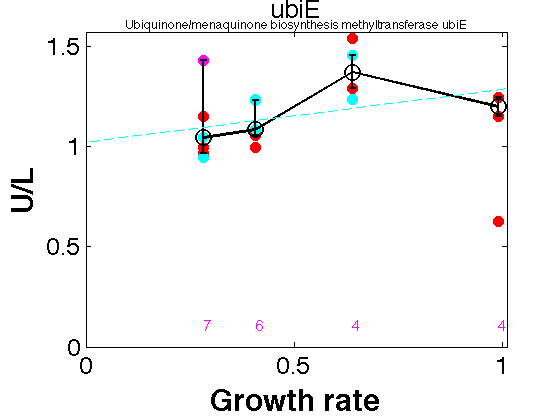 ubiE
Ubiquinone/menaquinone biosynthesis methyltransferase ubiE
1.5
1
0.5
0
U/L
7 6 4 4
0 0.5 1
Growth rate